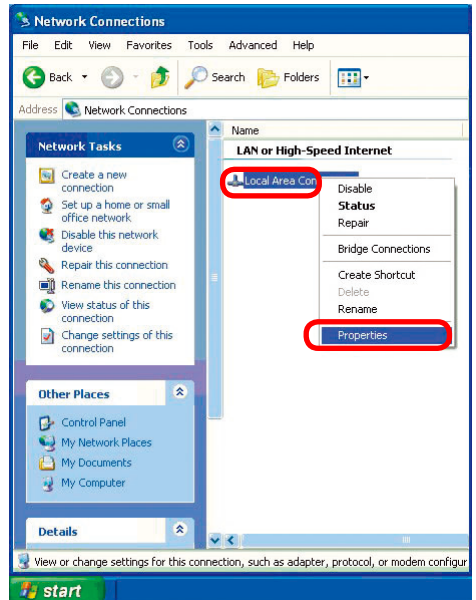 Network Connections
File Edit View Favorites Tools Advanced Help
Back Search Folders
Address Network Connections
Network Tasks
Create a new
connection
Set up a home or small
office network
Disable this network
device
Repair this connection
Rename this connection
View status of this
connection
Change settings of this
connection
Other Places
Control Panel
My Network Places
My Documents
My Computer
Details
Name
LAN or High-Speed Internet
Local Area Con
Disable
Status
Repair
Bridge Connections
Create Shortcut
Delete
Rename
Properties
View or change settings for this connection, such as adapter, protocol, or modem configur
start